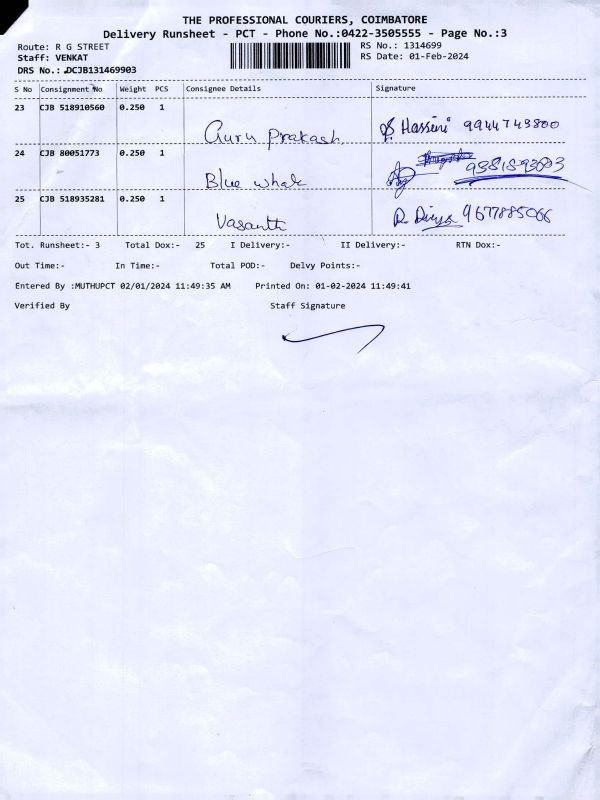 THE PROFESSIONAL COURIERS, COIMBATORE
Delivery Runsheet - PCT - Phone No.:0422-3505555 - Page No.:3
Route: R G STREET RS No.: 1314699
Staff: VENKAT RS Date: 01-Feb-2024
DRS No.: DCJB131469903
S No Consignment No Weight PCS Consignee Details Signature
23 CJB 518910560 0.250 1 Guru Prakash. S. Hasseni 9944743800
24 CJB 80051773 0.250 1 Blue whale
25 CJB 518935281 0.250 1 Vasanth R. Divya 9677885066
Tot. Runsheet:- 3 Total Dox:- 25 I Delivery:- II Delivery:- RTN Dox:-
Out Time:- In Time:- Total POD:- Delvy Points:-
Entered By :MUTHUPCT 02/01/2024 11:49:35 AM Printed On: 01-02-2024 11:49:41
Verified By Staff Signature